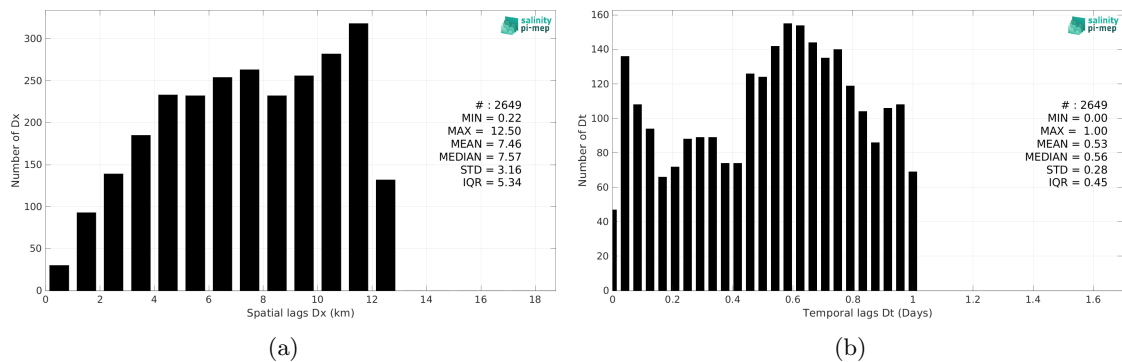 salinity
pi-mep
Number of Dx
300
250
200
150
100
50
0
# : 2649
MIN = 0.22
MAX = 12.50
MEAN = 7.46
MEDIAN = 7.57
STD = 3.16
IQR = 5.34
0 2 4 6 8 10 12 14 16 18
Spatial lags Dx (km)
(a)
salinity
pi-mep
Number of Dt
160
140
120
100
80
60
40
20
0
# : 2649
MIN = 0.00
MAX = 1.00
MEAN = 0.53
MEDIAN = 0.56
STD = 0.28
IQR = 0.45
0 0.2 0.4 0.6 0.8 1 1.2 1.4 1.6
Temporal lags Dt (Days)
(b)